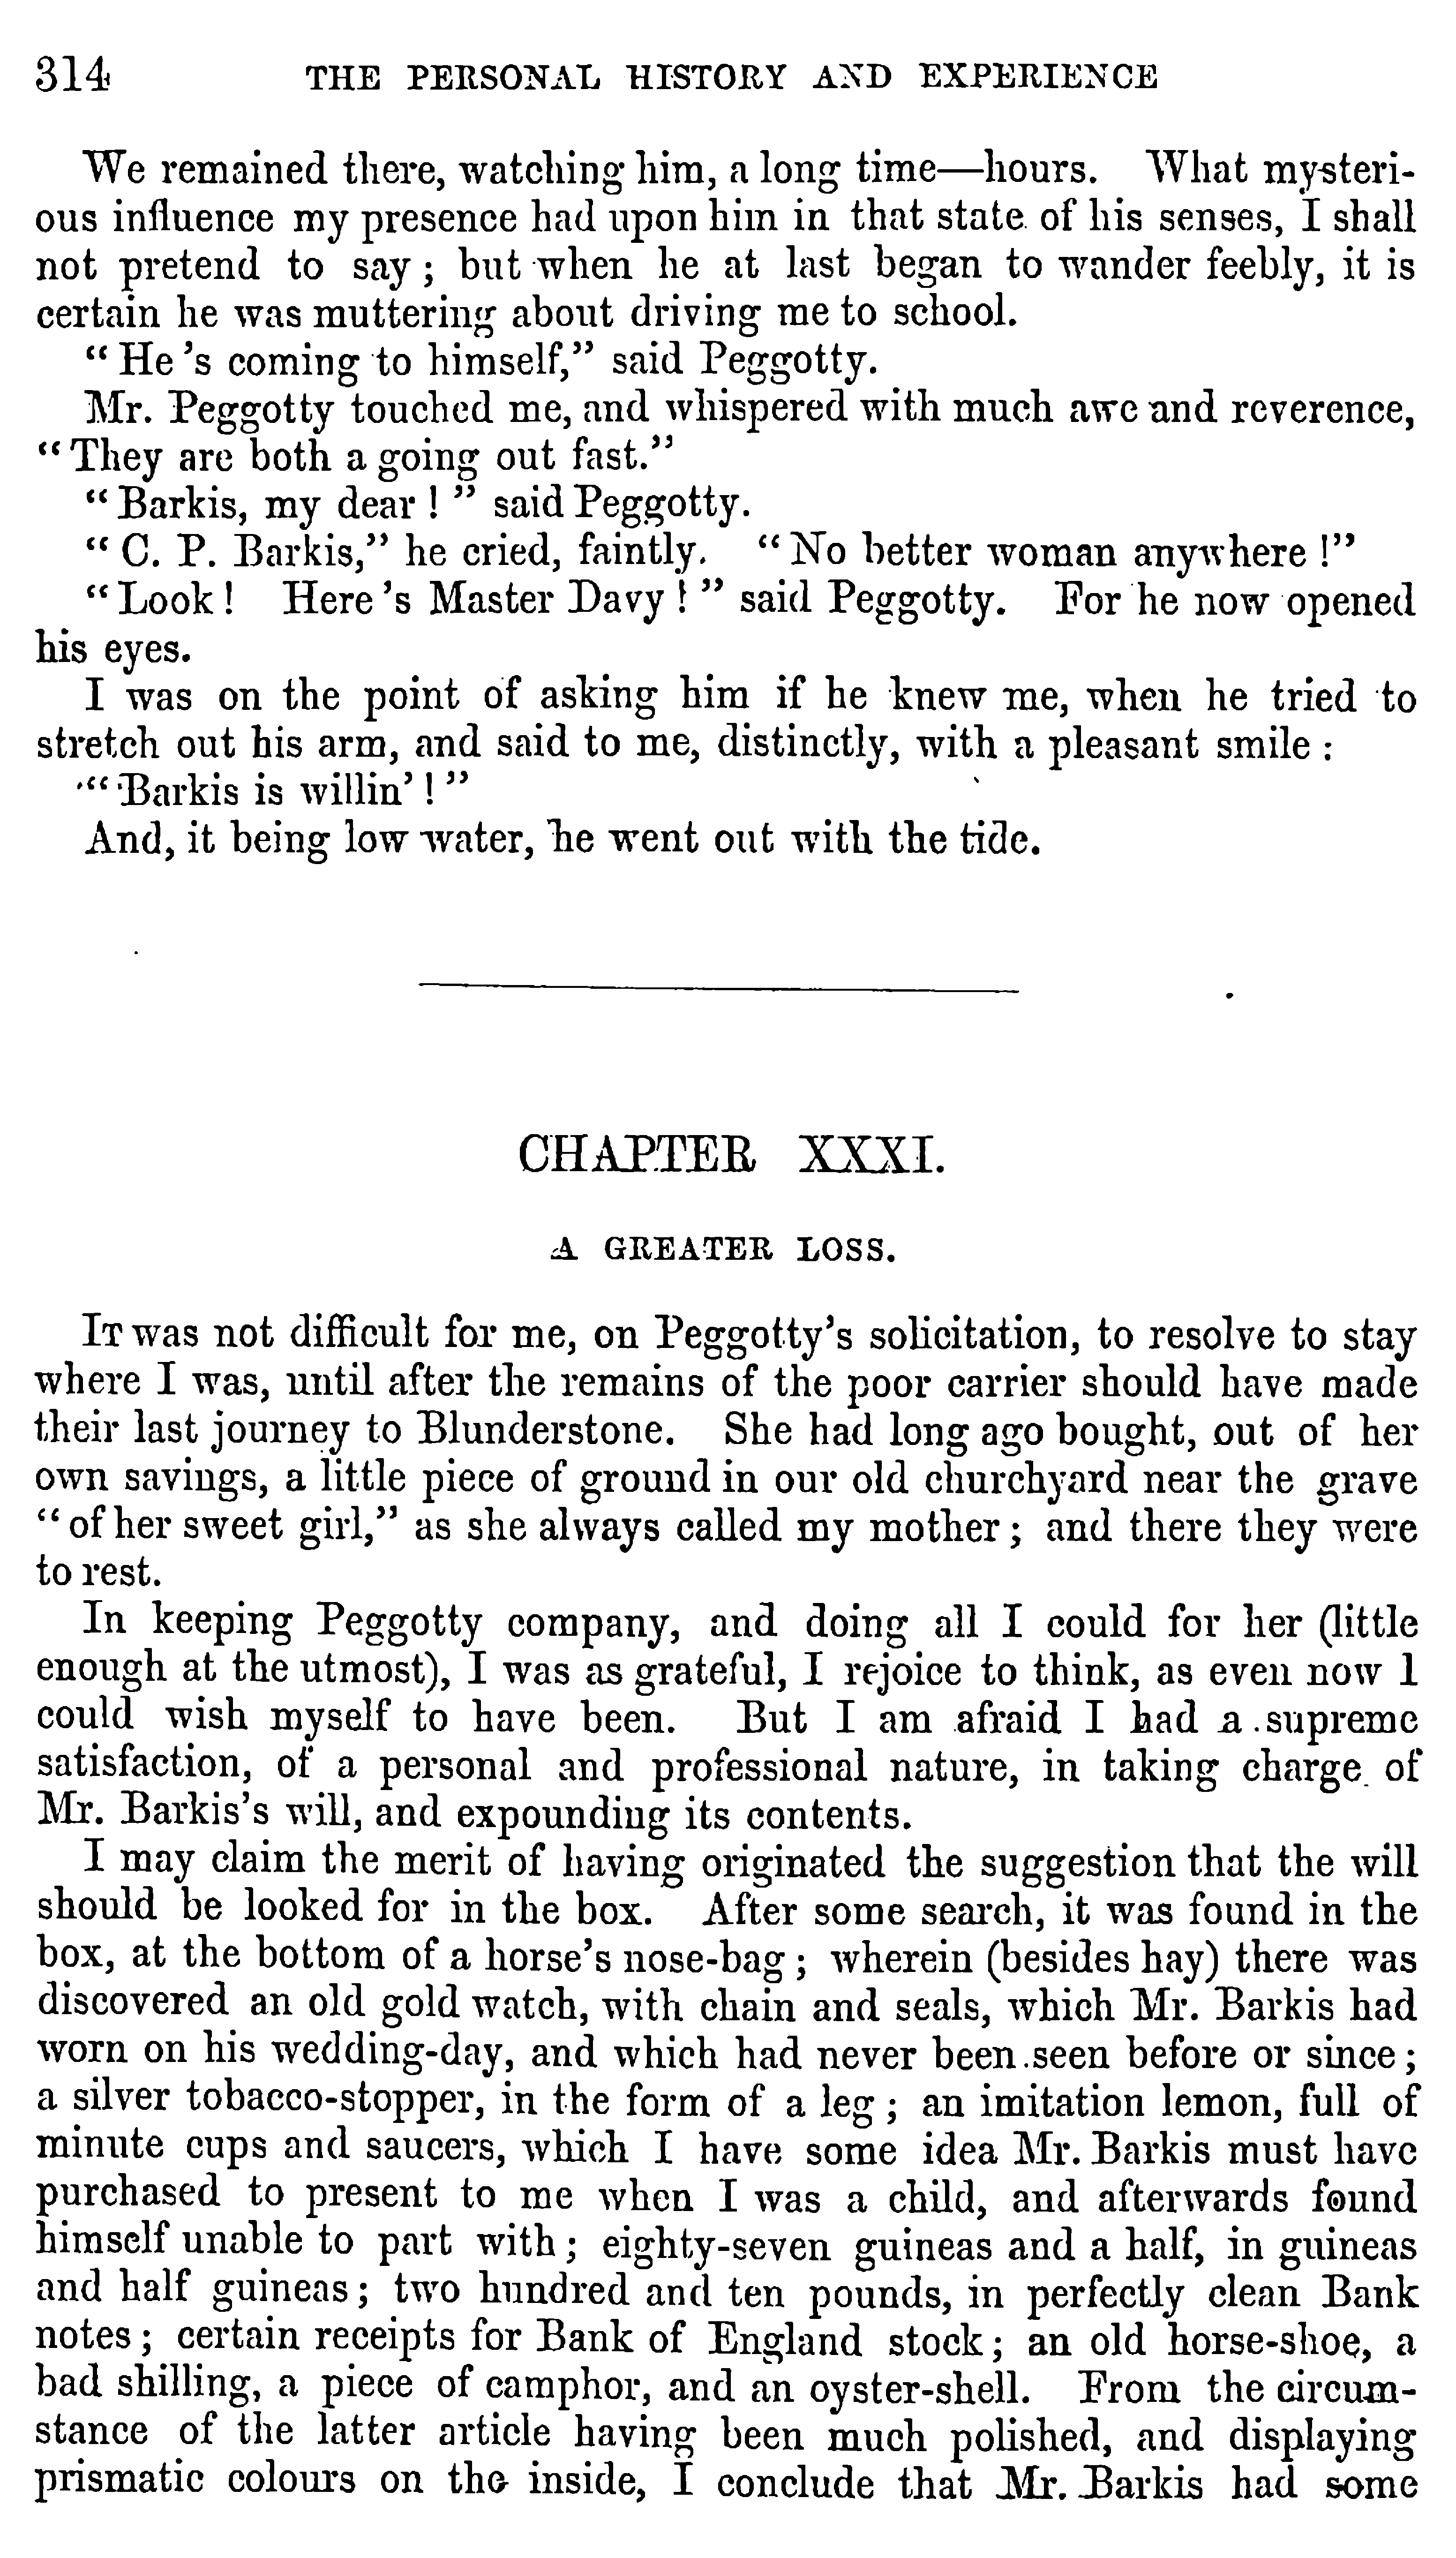 314 THE PERSONAL HISTORY AND EXPERIENCE
We remained there, watching him, a long time—hours. What mysteri-
ous influence my presence had upon him in that state of his senses, I shall
not pretend to say; but when he at last began to wander feebly, it is
certain he was muttering about driving me to school.
"He's coming to himself," said Peggotty.
Mr. Peggotty touched me, and whispered with much awe and reverence,
"They are both a going out fast."
"Barkis, my dear!" said Peggotty.
"C. P. Barkis," he cried, faintly. "No better woman anywhere!"
"Look! Here's Master Davy!" said Peggotty. For he now opened
his eyes.
I was on the point of asking him if he knew me, when he tried to
stretch out his arm, and said to me, distinctly, with a pleasant smile:
"Barkis is willin'!"
And, it being low water, he went out with the tide.
CHAPTER XXXI.
A GREATER LOSS.
It was not difficult for me, on Peggotty's solicitation, to resolve to stay
where I was, until after the remains of the poor carrier should have made
their last journey to Blunderstone. She had long ago bought, out of her
own savings, a little piece of ground in our old churchyard near the grave
"of her sweet girl," as she always called my mother; and there they were
to rest.
In keeping Peggotty company, and doing all I could for her (little
enough at the utmost), I was as grateful, I rejoice to think, as even now I
could wish myself to have been. But I am afraid I had a supreme
satisfaction, of a personal and professional nature, in taking charge of
Mr. Barkis's will, and expounding its contents.
I may claim the merit of having originated the suggestion that the will
should be looked for in the box. After some search, it was found in the
box, at the bottom of a horse's nose-bag; wherein (besides hay) there was
discovered an old gold watch, with chain and seals, which Mr. Barkis had
worn on his wedding-day, and which had never been seen before or since;
a silver tobacco-stopper, in the form of a leg; an imitation lemon, full of
minute cups and saucers, which I have some idea Mr. Barkis must have
purchased to present to me when I was a child, and afterwards found
himself unable to part with; eighty-seven guineas and a half, in guineas
and half guineas; two hundred and ten pounds, in perfectly clean Bank
notes; certain receipts for Bank of England stock; an old horse-shoe, a
bad shilling, a piece of camphor, and an oyster-shell. From the circum-
stance of the latter article having been much polished, and displaying
prismatic colours on the inside, I conclude that Mr. Barkis had some